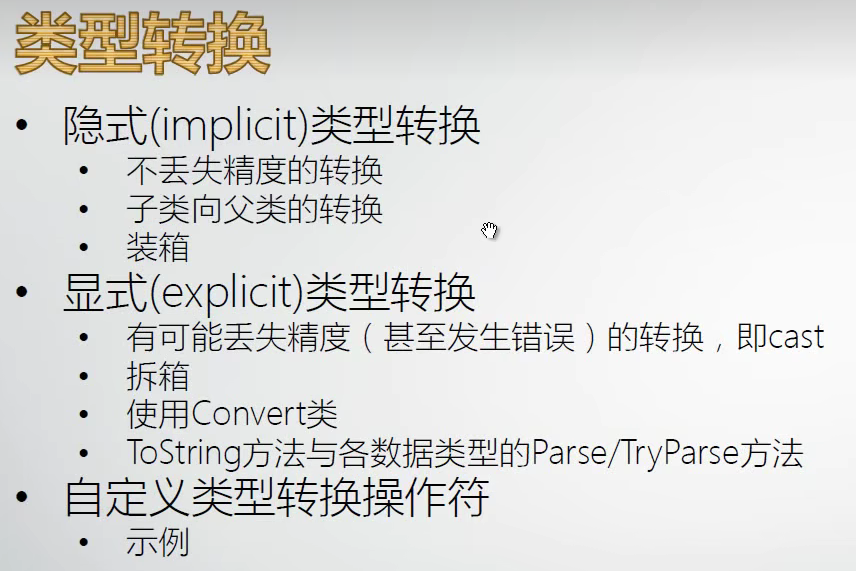 类型转换
• 隐式(implicit)类型转换
• 不丢失精度的转换
• 子类向父类的转换
• 装箱
• 显式(explicit)类型转换
• 有可能丢失精度（甚至发生错误）的转换，即cast
• 拆箱
• 使用Convert类
• ToString方法与各数据类型的Parse/TryParse方法
• 自定义类型转换操作符
• 示例